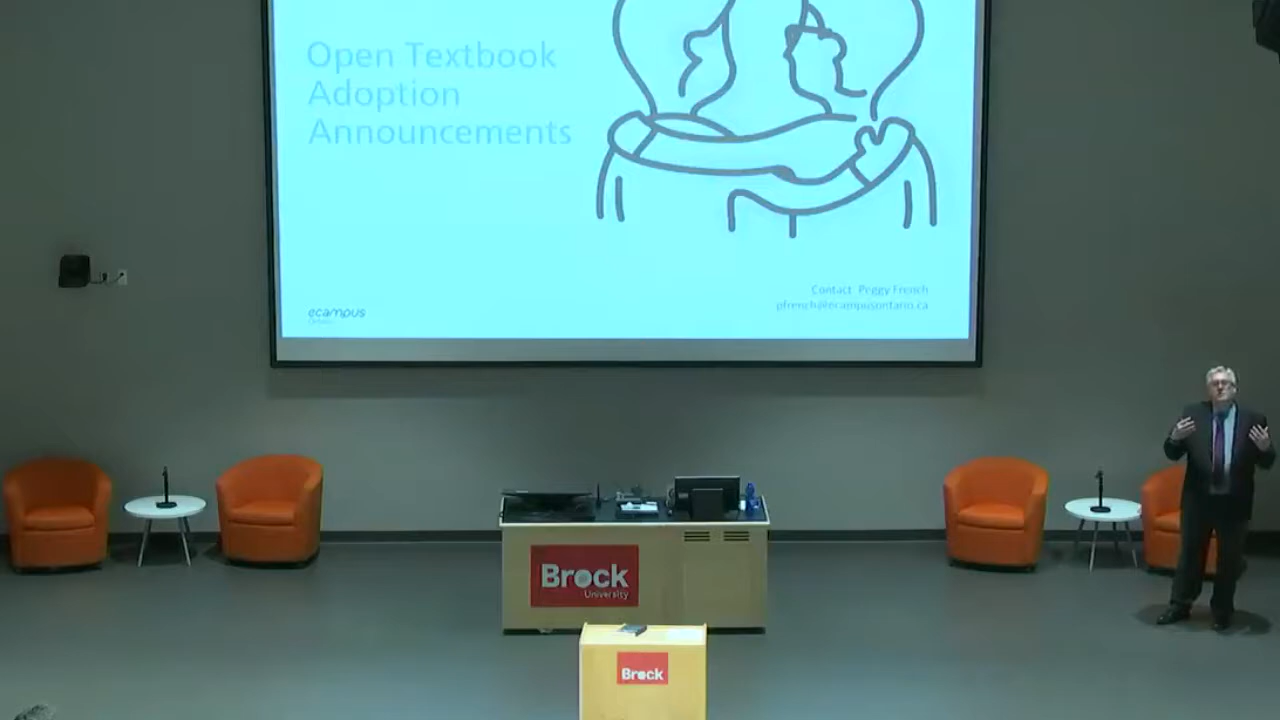 Open Textbook
Adoption
Announcements
Contact Peggy French
pfrench@ecampusontario.ca
ecampus
Brock
University
Brock